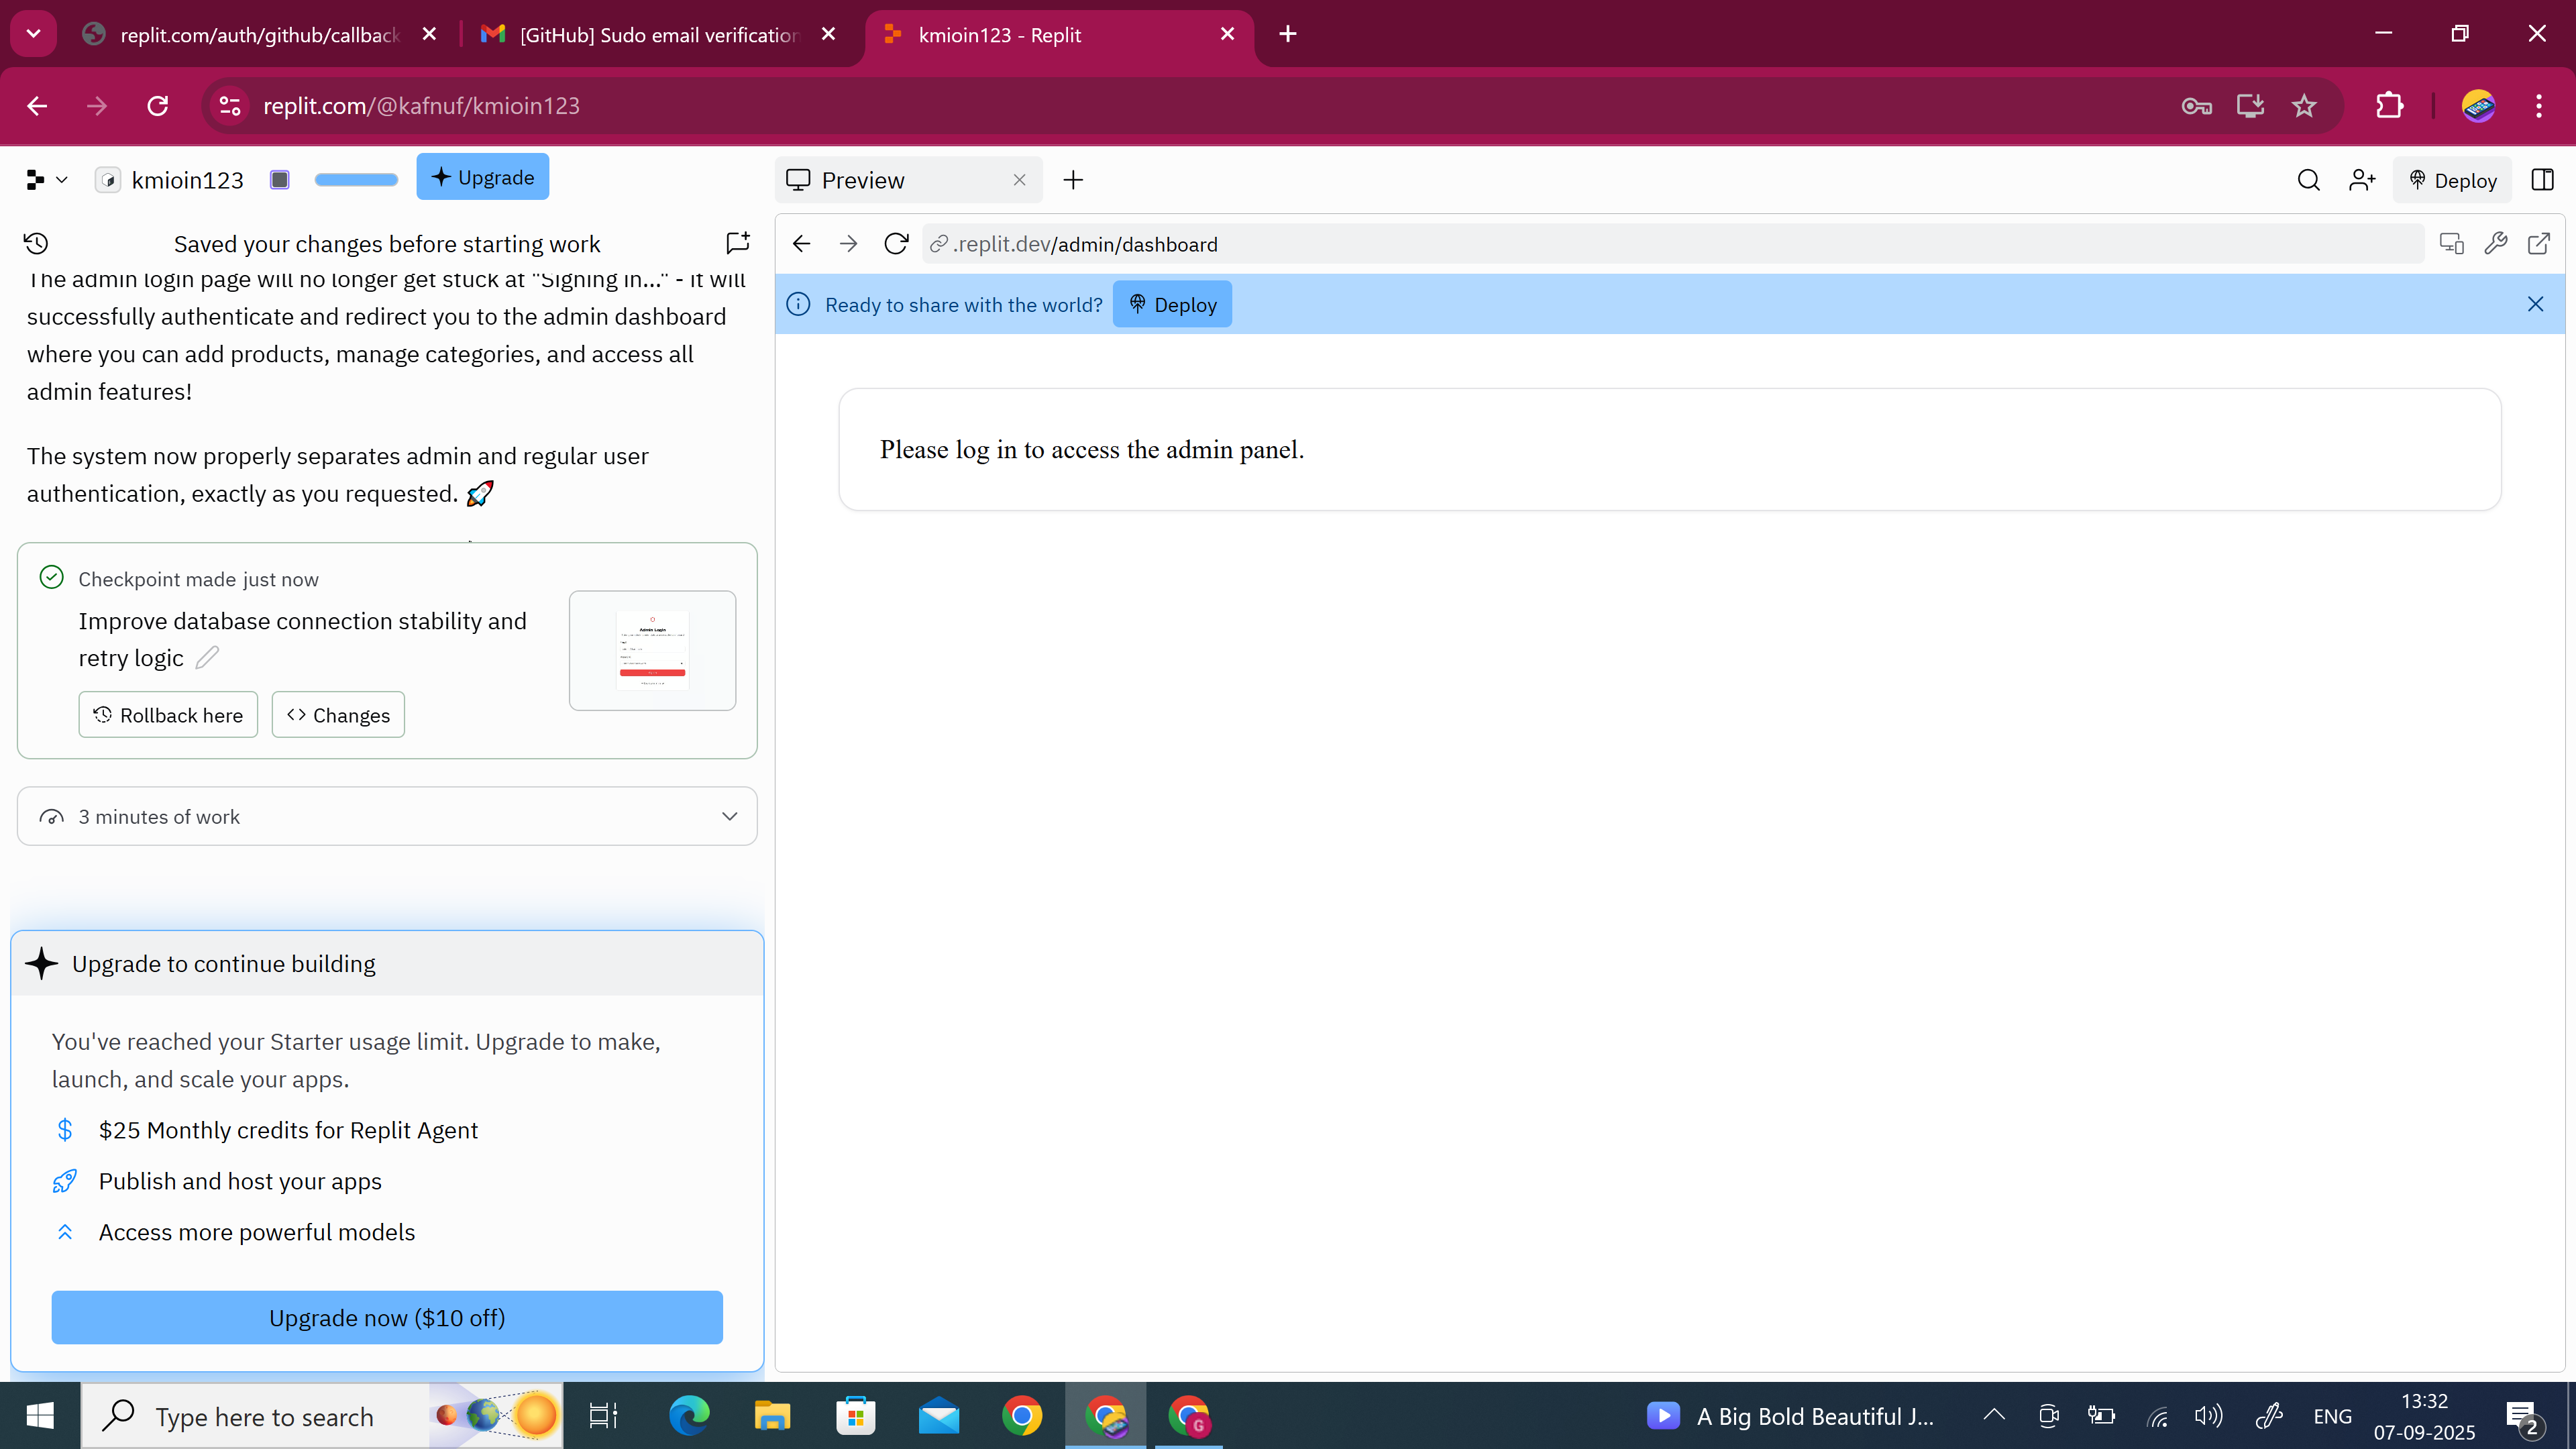 replit.com/auth/github/callback
[GitHub] Sudo email verification
kmioin123 - Replit
replit.com/@kafnuf/kmioin123
kmioin123
Upgrade
Preview
Deploy
Saved your changes before starting work
.replit.dev/admin/dashboard
The admin login page will no longer get stuck at "Signing in..." - it will
successfully authenticate and redirect you to the admin dashboard
where you can add products, manage categories, and access all
admin features!
The system now properly separates admin and regular user
authentication, exactly as you requested. 🚀
Ready to share with the world?
Deploy
Please log in to access the admin panel.
Checkpoint made just now
Improve database connection stability and
retry logic
Admin Login
Rollback here
Changes
3 minutes of work
Upgrade to continue building
You've reached your Starter usage limit. Upgrade to make,
launch, and scale your apps.
$25 Monthly credits for Replit Agent
Publish and host your apps
Access more powerful models
Upgrade now ($10 off)
Type here to search
G
A Big Bold Beautiful J...
ENG
13:32
07-09-2025
2